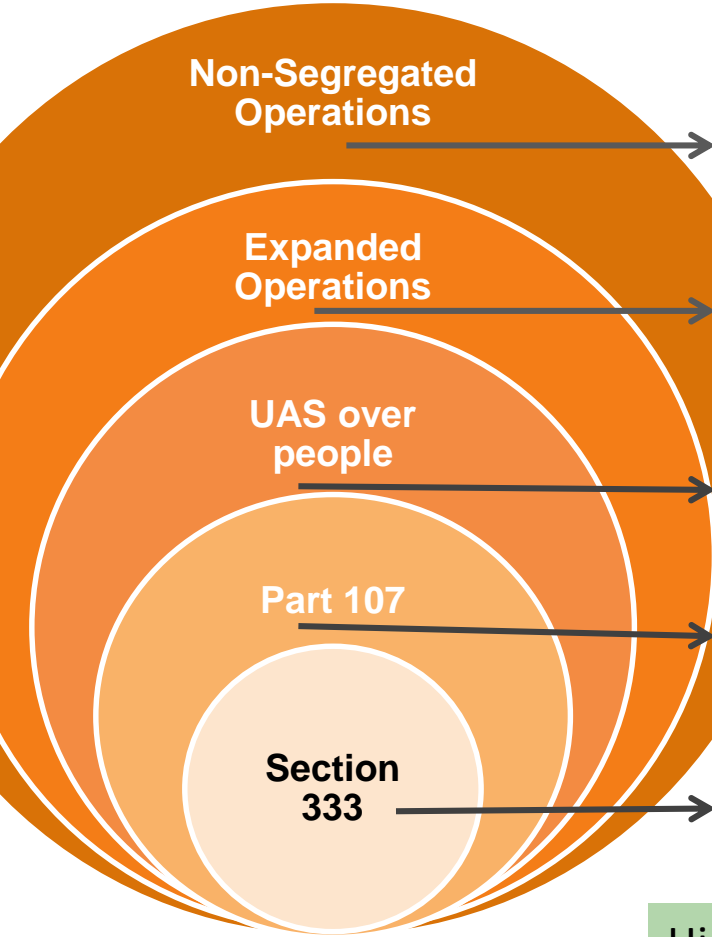 Non-Segregated
Operations
Expanded
Operations
UAS over
people
Part 107
Section
333